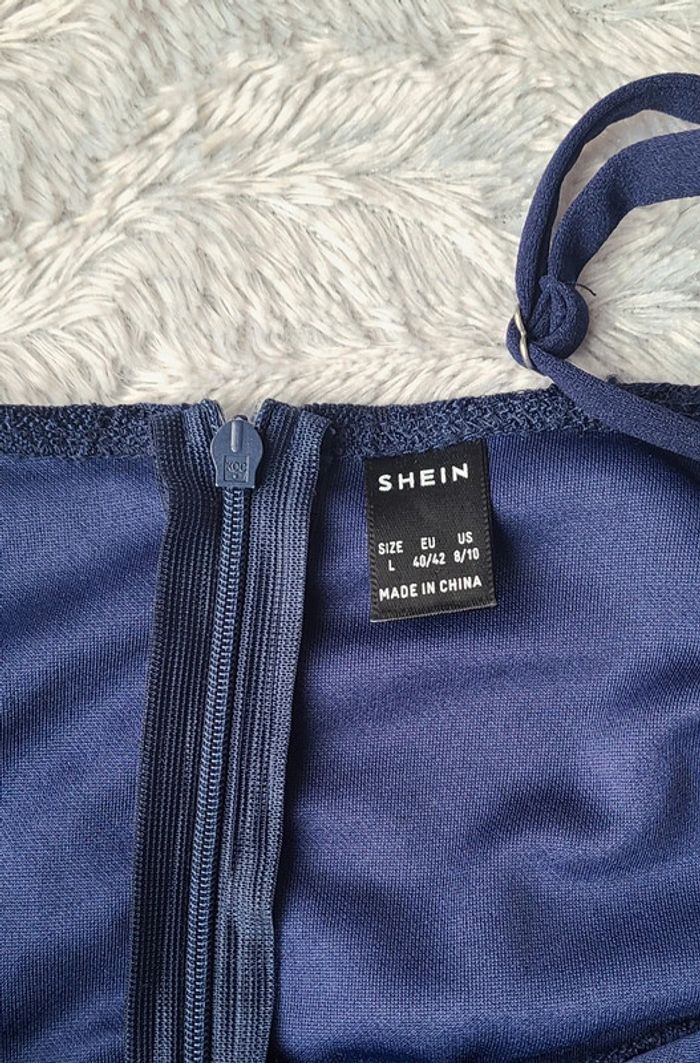 SHEIN
SIZE EU US
L 40/42 8/10
MADE IN CHINA